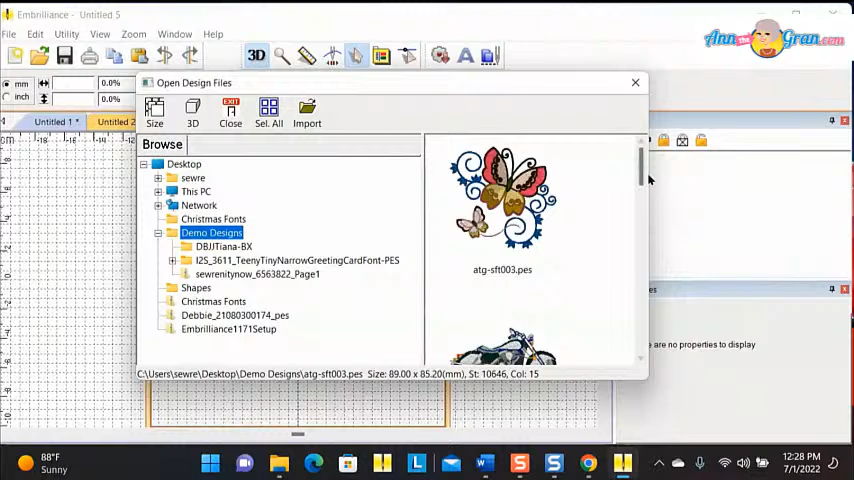 Embrilliance - Untitled 5
File Edit Utility View Zoom Window Help
Ann the Gran.com
3D
mm
inch
0.0%
0.0%
Untitled 1 *
Untitled 2
Open Design Files
Size
3D
EXIT
Close
Sel. All
Import
Browse
Desktop
sewre
This PC
Network
Christmas Fonts
Demo Designs
DBJJTiana-BX
I2S_3611_TeenyTinyNarrowGreetingCardFont-PES
sewrenitynow_6563822_Page1
Shapes
Christmas Fonts
Debbie_21080300174_pes
Embrilliance1171Setup
atg-sft003.pes
C:\Users\sewre\Desktop\Demo Designs\atg-sft003.pes Size: 89.00 x 85.20(mm), St: 10646, Col: 15
are no properties to display
88°F
Sunny
12:28 PM
7/1/2022